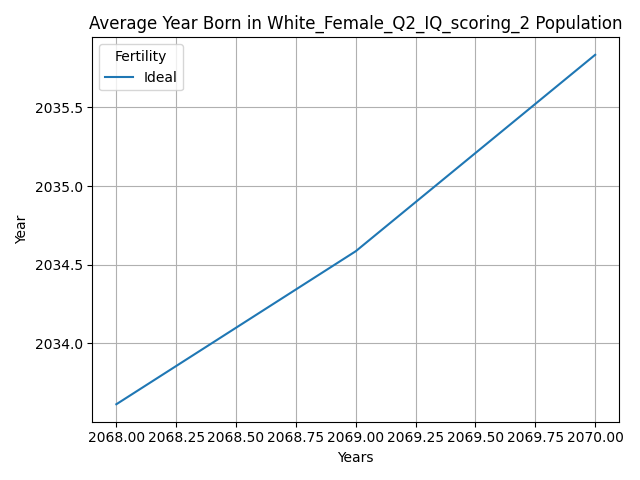 Average Year Born in White_Female_Q2_IQ_scoring_2 Population
Fertility
Ideal
2035.5
2035.0
2034.5
2034.0
Year
2068.00 2068.25 2068.50 2068.75 2069.00 2069.25 2069.50 2069.75 2070.00
Years